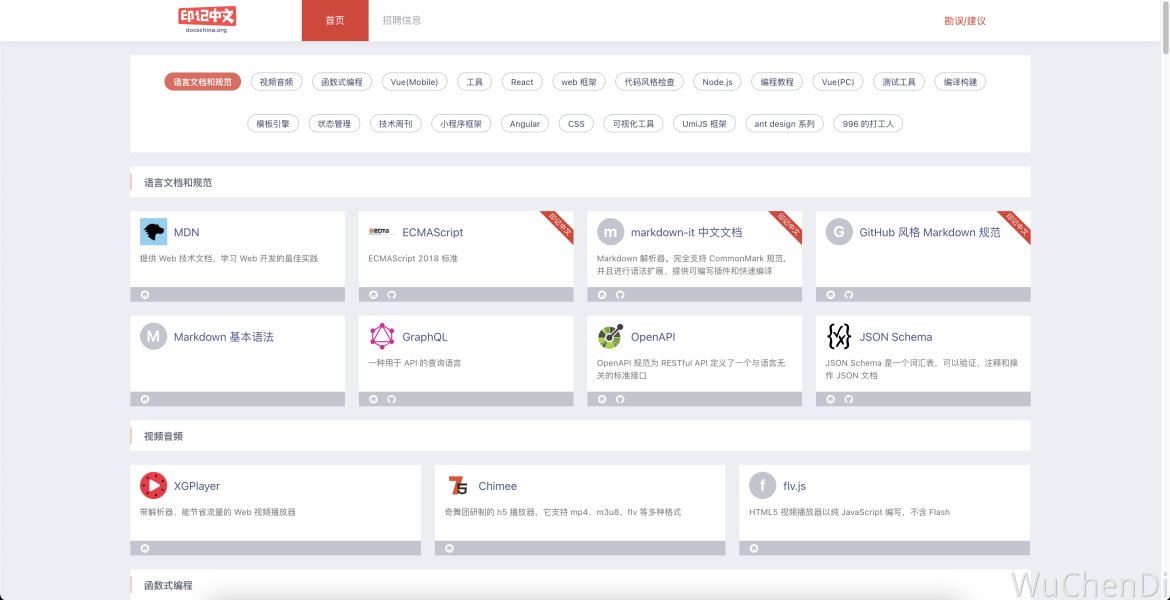 印记中文
docschina.org
首页
招聘信息
勘误/建议
语言文档和规范
视频音频
函数式编程
Vue(Mobile)
工具
React
web 框架
代码风格检查
Node.js
编程教程
Vue(PC)
测试工具
编译构建
模板引擎
状态管理
技术周刊
小程序框架
Angular
CSS
可视化工具
UmiJS 框架
ant design 系列
996 的打工人
语言文档和规范
MDN
提供 Web 技术文档，学习 Web 开发的最佳实践
ecma
ECMAScript
印记中文
ECMAScript 2018 标准
m
markdown-it 中文文档
印记中文
Markdown 解析器。完全支持 CommonMark 规范，
并且进行语法扩展、提供可编写插件和快速编译
G
GitHub 风格 Markdown 规范
印记中文
M
Markdown 基本语法
GraphQL
一种用于 API 的查询语言
OpenAPI
OpenAPI 规范为 RESTful API 定义了一个与语言无
关的标准接口
{x}
JSON Schema
JSON Schema 是一个词汇表，可以验证、注释和操
作 JSON 文档
视频音频
XGPlayer
带解析器、能节省流量的 Web 视频播放器
75
Chimee
奇舞团研制的 h5 播放器，它支持 mp4、m3u8、flv 等多种格式
f
flv.js
HTML5 视频播放器以纯 JavaScript 编写，不含 Flash
函数式编程
WuChenDi